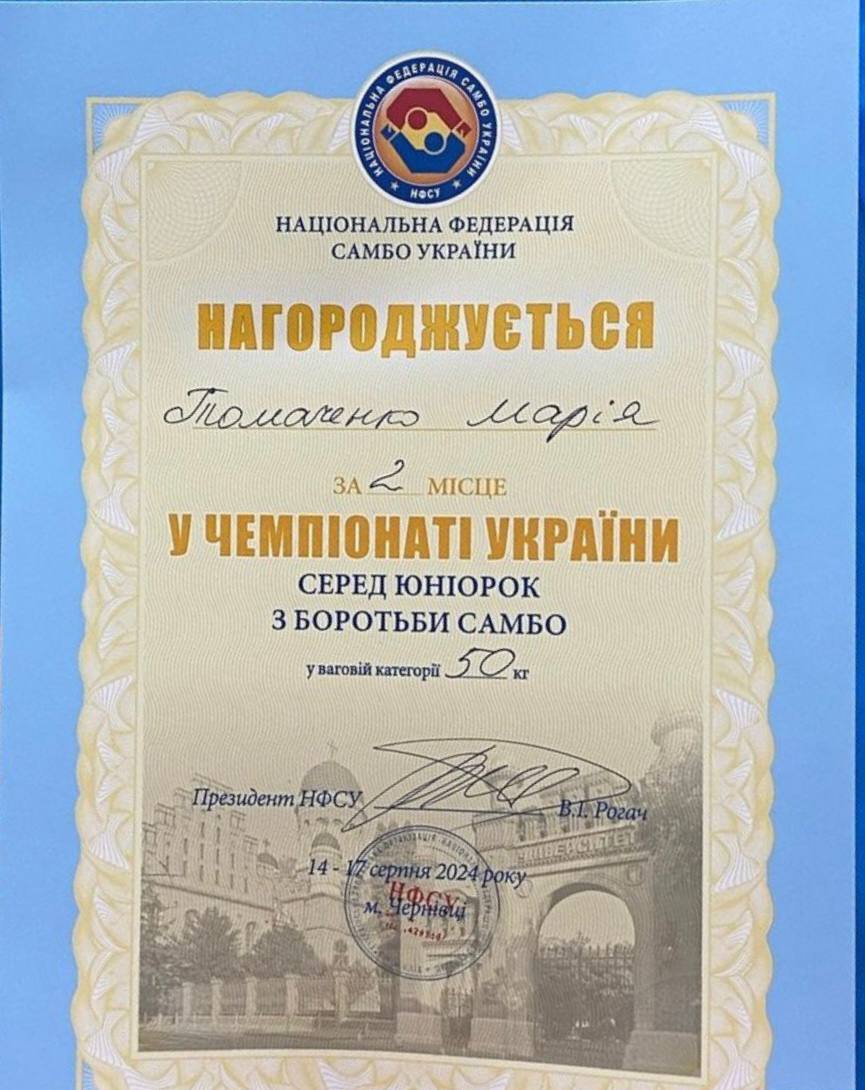 НАЦІОНАЛЬНА ФЕДЕРАЦІЯ САМБО УКРАЇНИ
НФСУ
НАЦІОНАЛЬНА ФЕДЕРАЦІЯ
САМБО УКРАЇНИ
НАГОРОДЖУЄТЬСЯ
Томаченко Марія
ЗА 2 МІСЦЕ
У ЧЕМПІОНАТІ УКРАЇНИ
СЕРЕД ЮНІОРОК
З БОРОТЬБИ САМБО
у ваговій категорії 50 кг
Президент НФСУ
В.І. Рогач
УНІВЕРСИТЕТ
14 - 17 серпня 2024 року
НФСУ
м. Чернівці